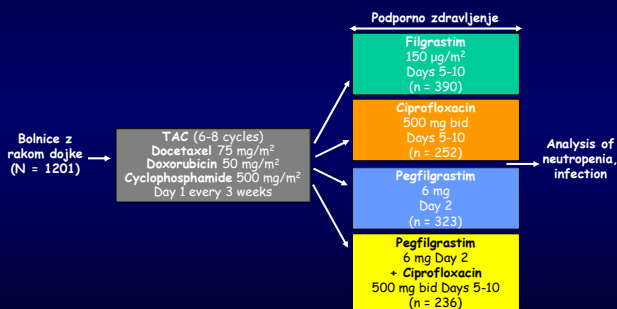 Podporno zdravljenje
Bolnice z
rakom dojke
(N = 1201)
TAC (6-8 cycles)
Docetaxel 75 mg/m²
Doxorubicin 50 mg/m²
Cyclophosphamide 500 mg/m²
Day 1 every 3 weeks
Filgrastim
150 µg/m²
Days 5-10
(n = 390)
Ciprofloxacin
500 mg bid
Days 5-10
(n = 252)
Pegfilgrastim
6 mg
Day 2
(n = 323)
Pegfilgrastim
6 mg Day 2
+ Ciprofloxacin
500 mg bid Days 5-10
(n = 236)
Analysis of
neutropenia,
infection